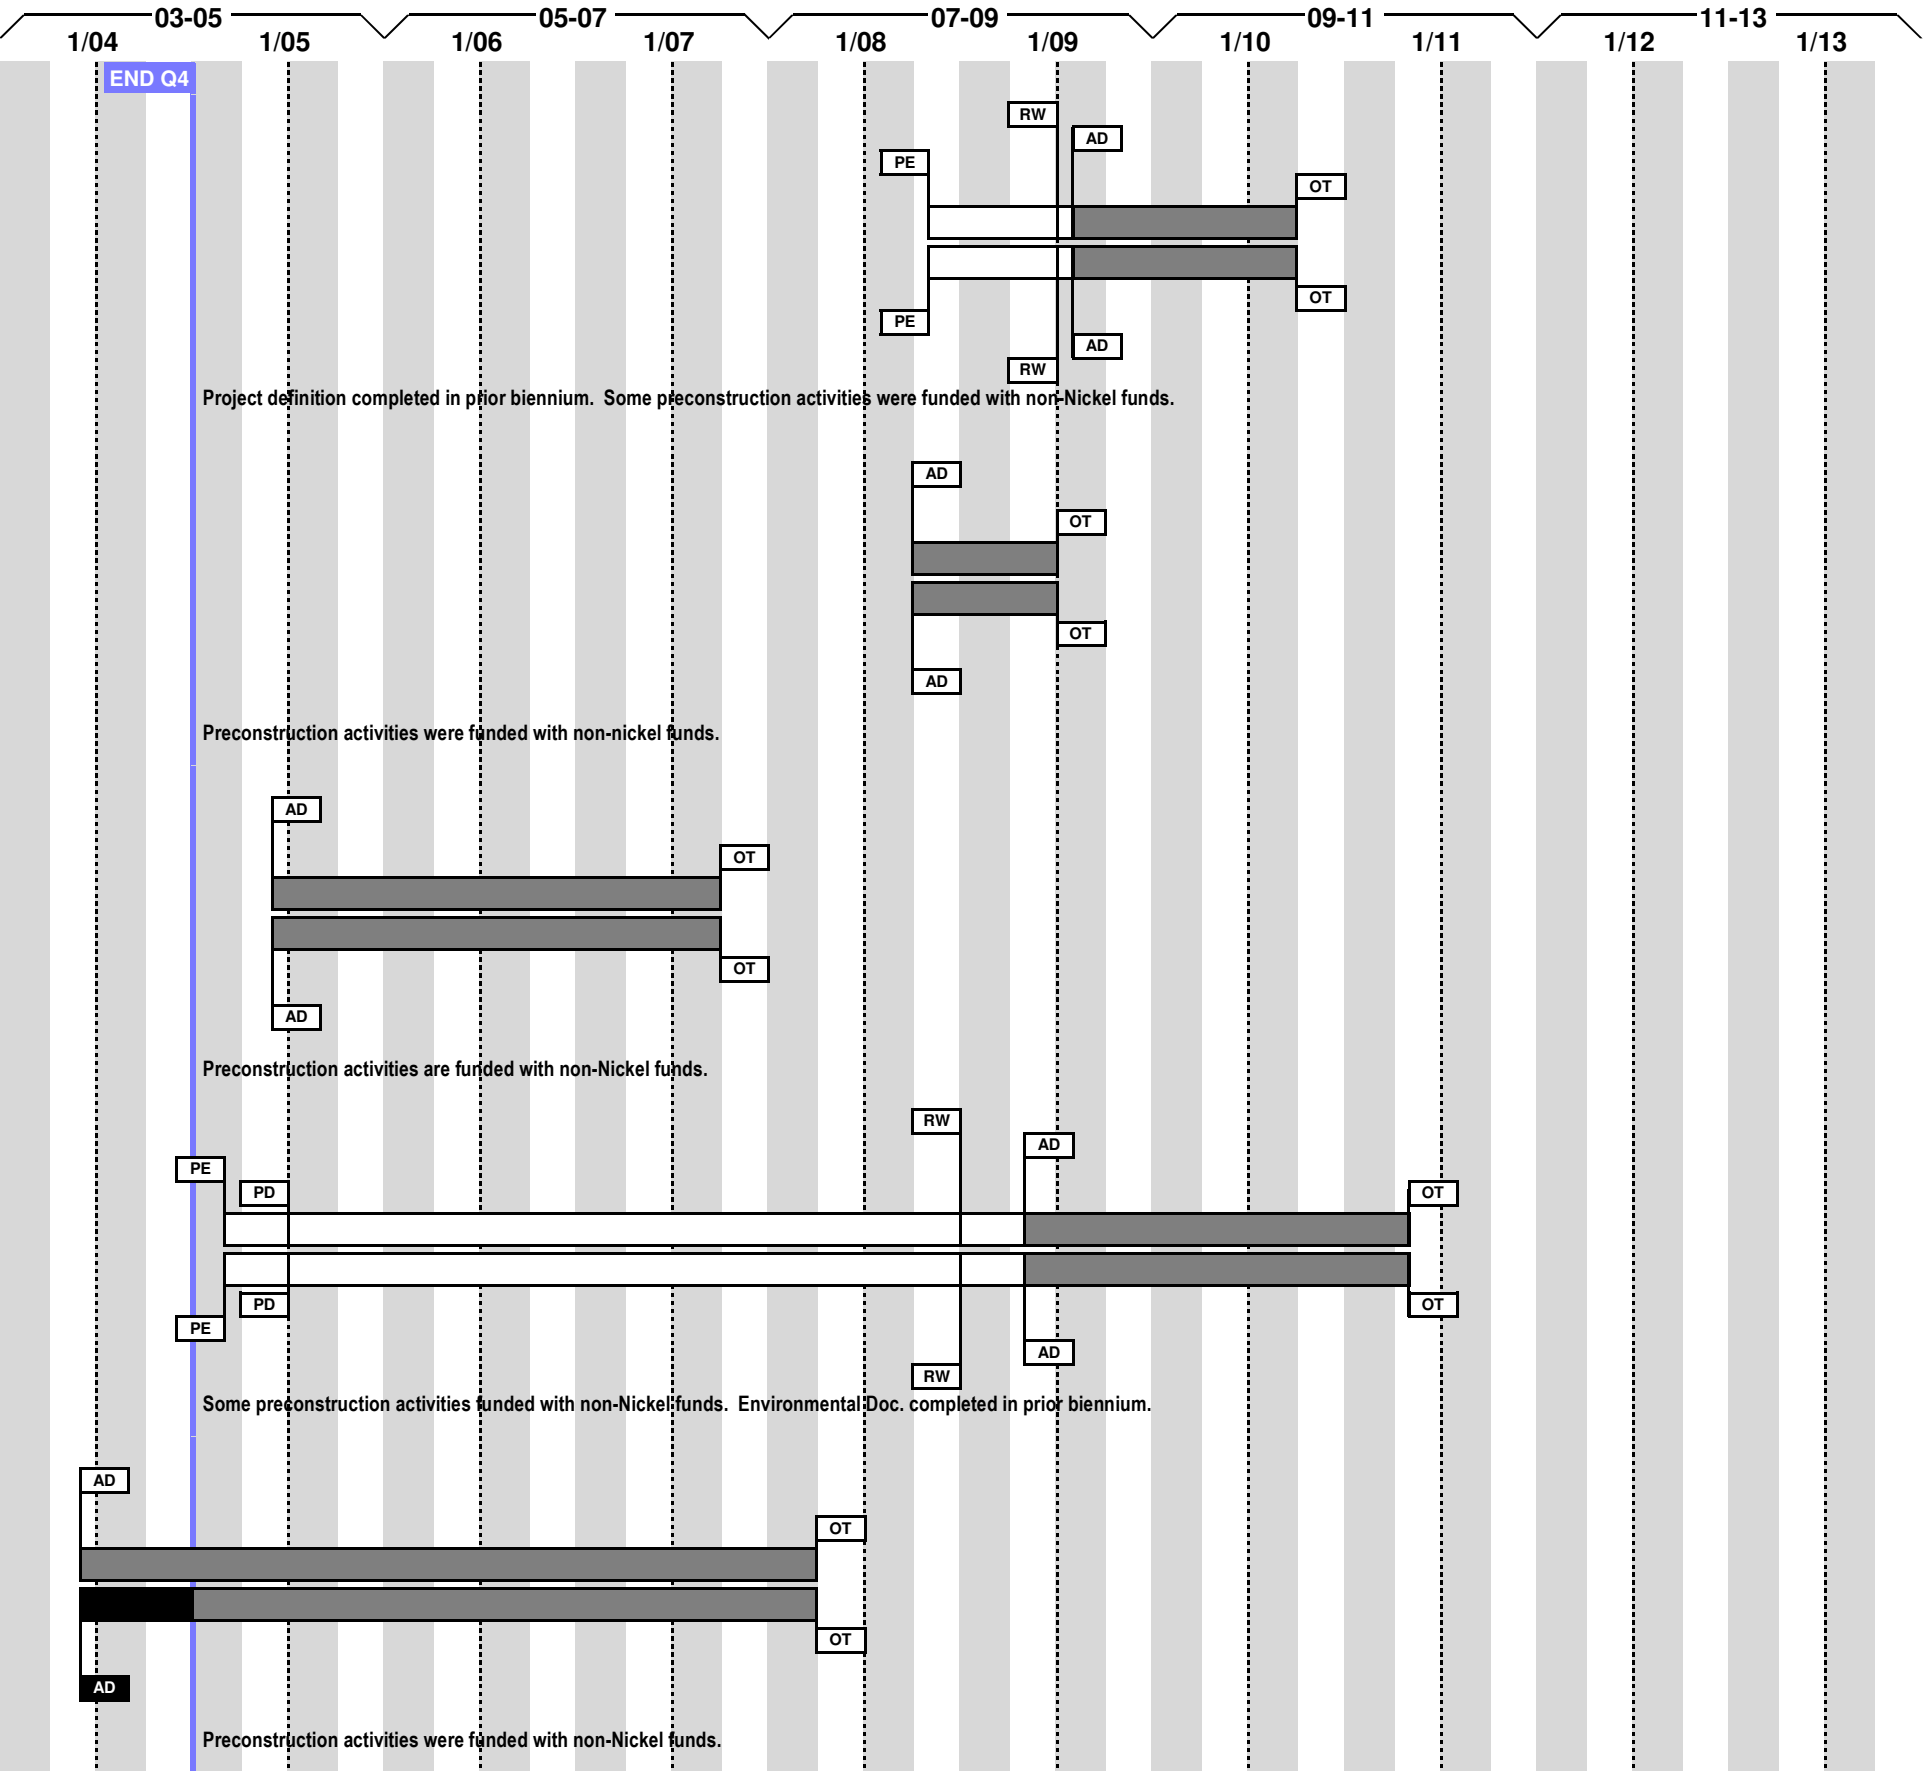 03-05 05-07 07-09 09-11 11-13
1/04 1/05 1/06 1/07 1/08 1/09 1/10 1/11 1/12 1/13
END Q4
RW
AD
PE
OT
OT
PE
AD
RW
Project definition completed in prior biennium.  Some preconstruction activities were funded with non-Nickel funds.
AD
OT
OT
AD
Preconstruction activities were funded with non-nickel funds.
AD
OT
OT
AD
Preconstruction activities are funded with non-Nickel funds.
RW
AD
PE
PD OT
PD OT
PE
AD
RW
Some preconstruction activities funded with non-Nickel funds.  Environmental Doc. completed in prior biennium.
AD
OT
OT
AD
Preconstruction activities were funded with non-Nickel funds.